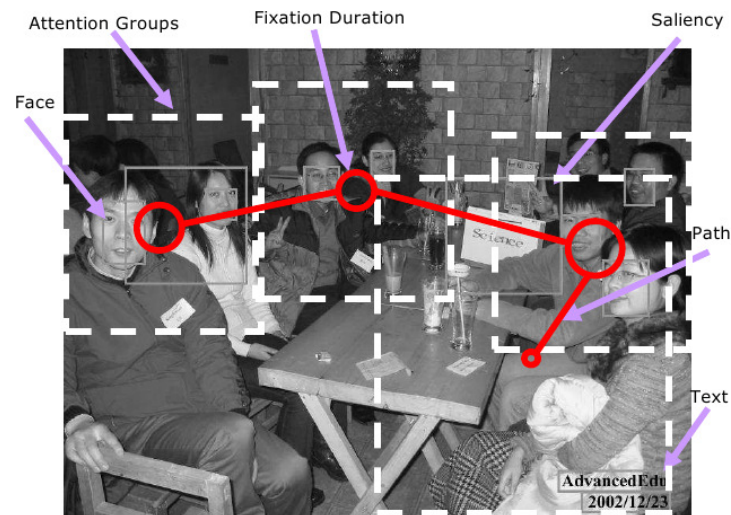 Attention Groups
Fixation Duration
Saliency
Face
Science
Path
Text
AdvancedEdu
2002/12/23